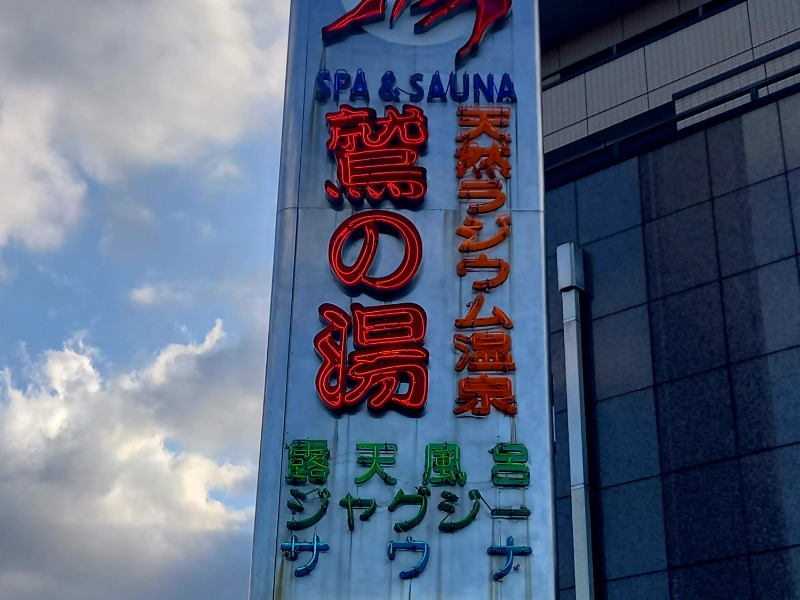 SPA & SAUNA
鷲の湯
天然ラジウム温泉
露天風呂
ジャグジー
サウナ